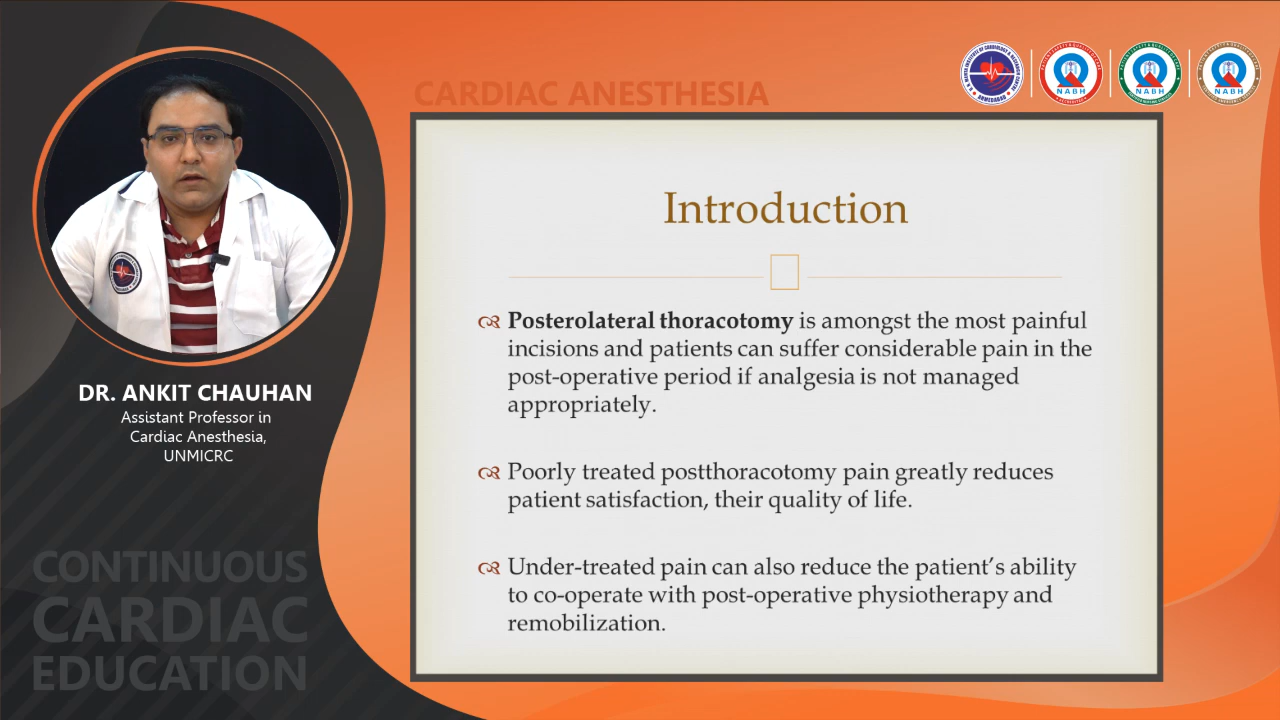 CARDIAC ANESTHESIA
NABH
NABH
NABH
Introduction
Posterolateral thoracotomy is amongst the most painful
incisions and patients can suffer considerable pain in the
post-operative period if analgesia is not managed
appropriately.
Poorly treated postthoracotomy pain greatly reduces
patient satisfaction, their quality of life.
Under-treated pain can also reduce the patient’s ability
to co-operate with post-operative physiotherapy and
remobilization.
DR. ANKIT CHAUHAN
Assistant Professor in
Cardiac Anesthesia,
UNMICRC
CONTINUOUS
CARDIAC
EDUCATION